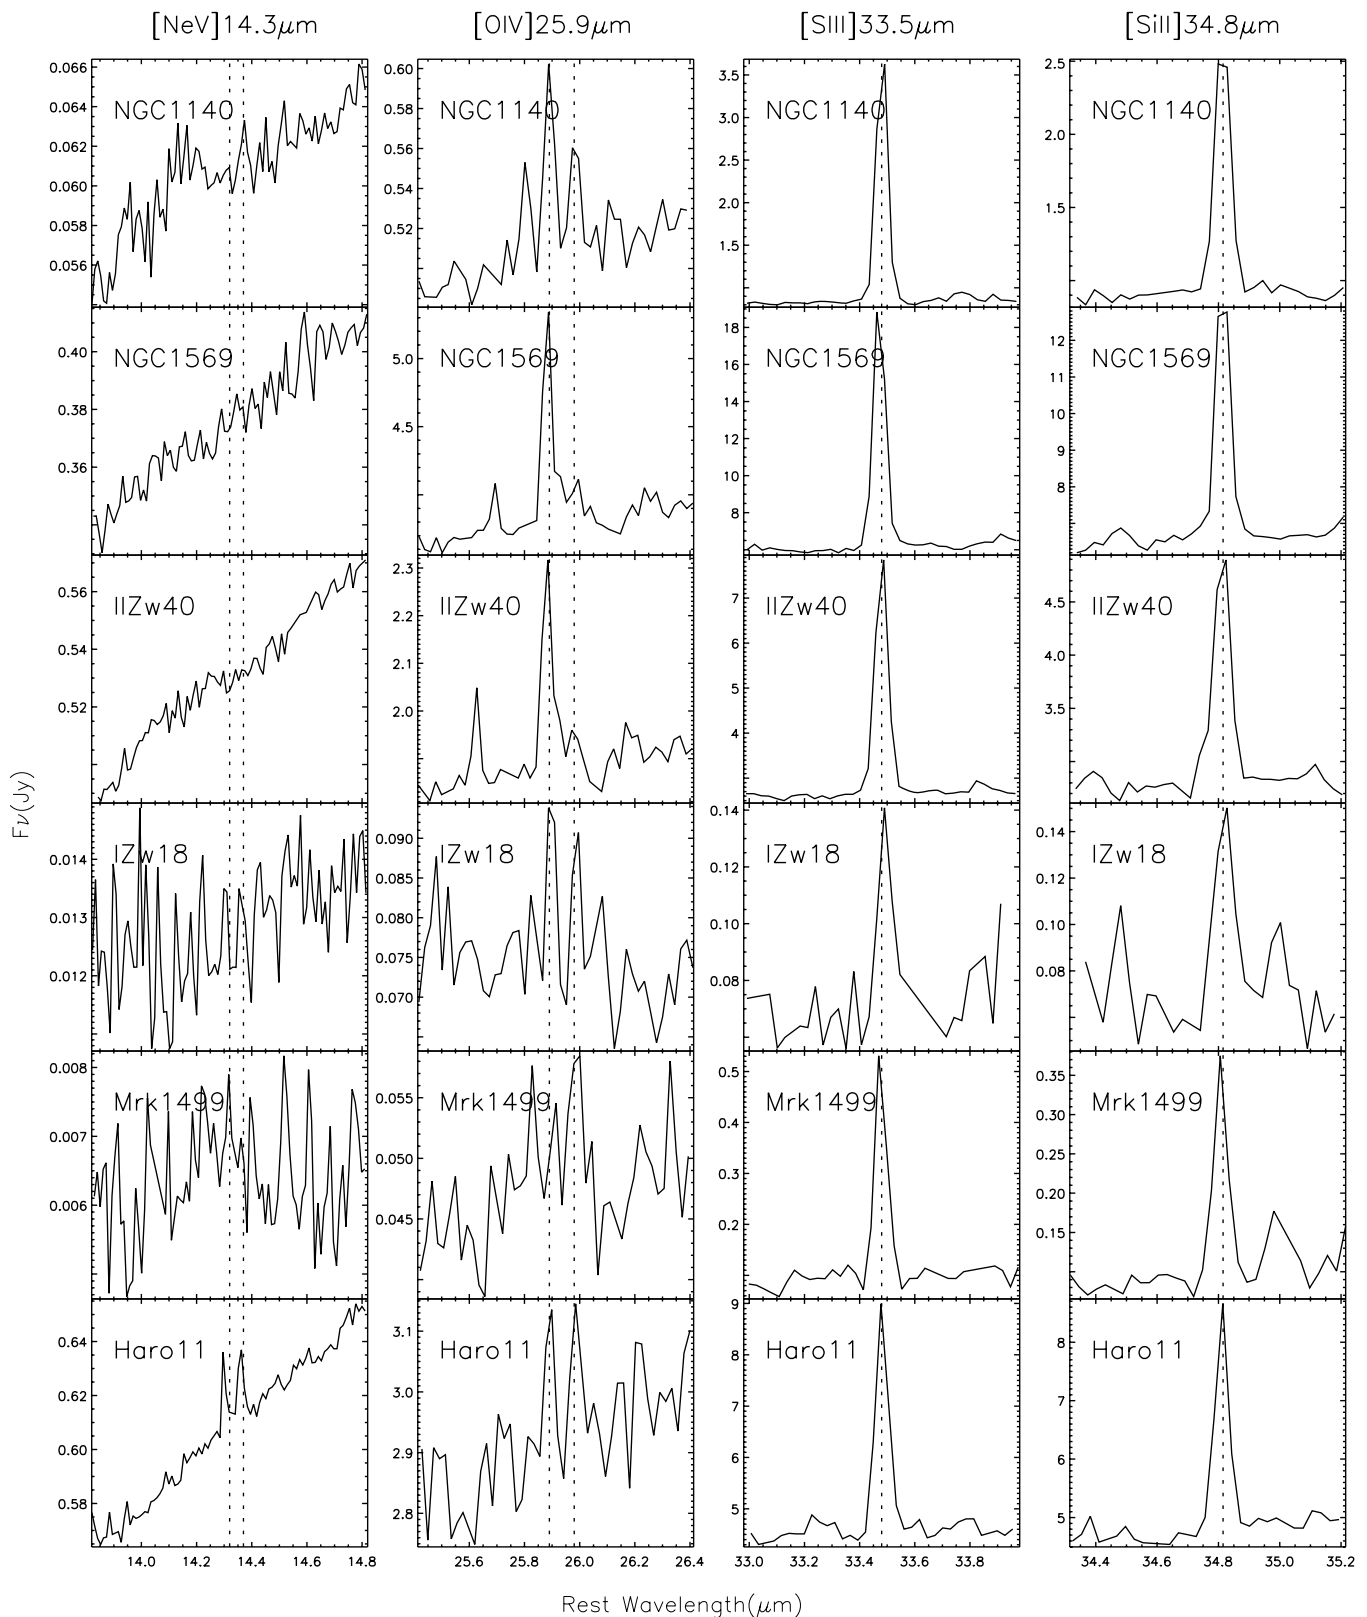 [NeV]14.3μm [OIV]25.9μm [SIII]33.5μm [SiII]34.8μm
0.066 0.064 0.062 0.060 0.058 0.056
NGC1140
0.60 0.58 0.56 0.54 0.52
NGC1140
3.5 3.0 2.5 2.0 1.5
NGC1140
2.5 2.0 1.5
NGC1140
0.40 0.38 0.36
NGC1569
5.0 4.5
NGC1569
18 16 14 12 10 8 6
NGC1569
12 11 10 9 8
NGC1569
0.56 0.54 0.52
IIZw40
2.3 2.2 2.1 2.0
IIZw40
7 6 5 4
IIZw40
4.5 4.0 3.5
IIZw40
Fν(Jy)
0.014 0.013 0.012
IZw18
0.090 0.085 0.080 0.075 0.070
IZw18
0.14 0.12 0.10 0.08
IZw18
0.14 0.12 0.10 0.08
IZw18
0.008 0.007 0.006
Mrk1499
0.055 0.050 0.045
Mrk1499
0.5 0.4 0.3 0.2
Mrk1499
0.35 0.30 0.25 0.20 0.15
Mrk1499
0.64 0.62 0.60 0.58
Haro11
3.1 3.0 2.9 2.8
Haro11
9 8 7 6 5
Haro11
8 7 6 5
Haro11
14.0 14.2 14.4 14.6 14.8 25.6 25.8 26.0 26.2 26.4 33.0 33.2 33.4 33.6 33.8 34.4 34.6 34.8 35.0 35.2
Rest Wavelength(μm)